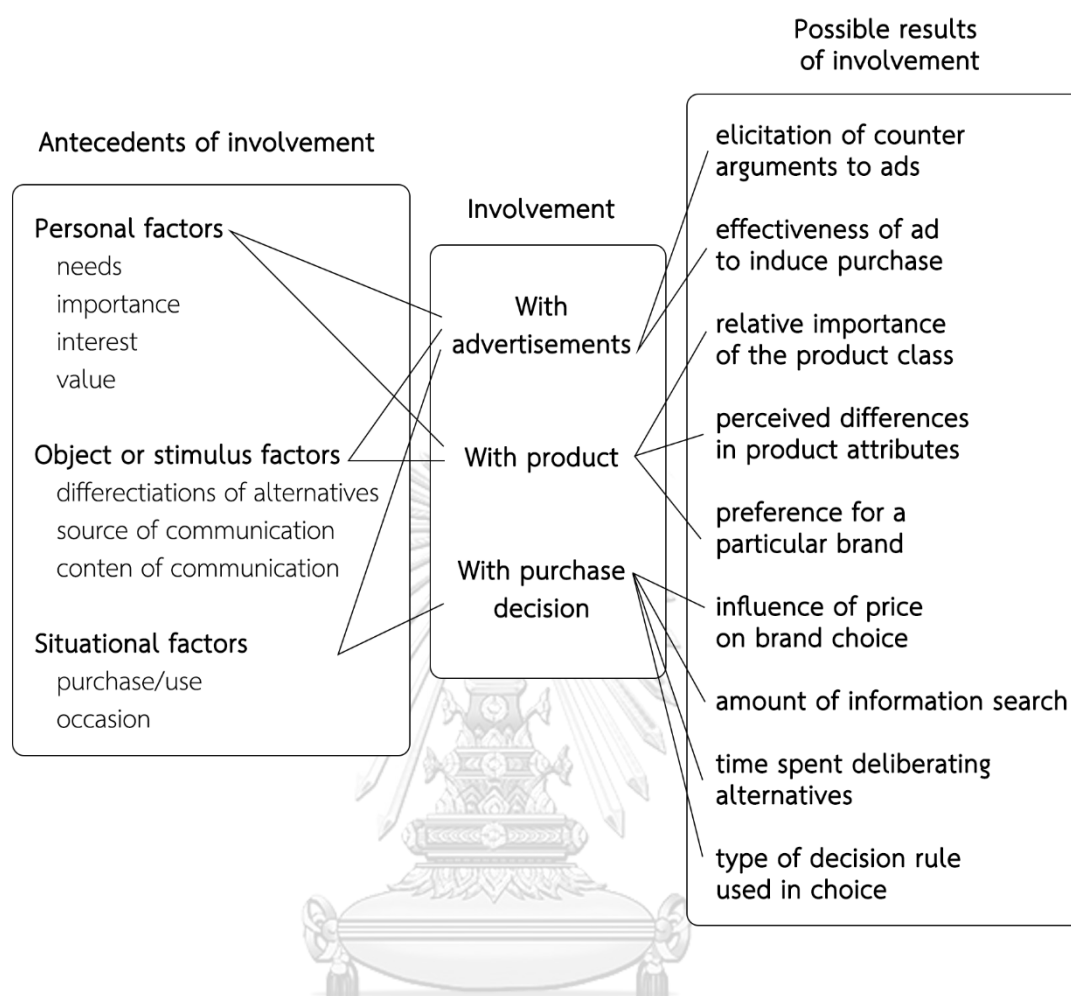 Antecedents of involvement
Personal factors
needs
importance
interest
value
Object or stimulus factors
differectiations of alternatives
source of communication
conten of communication
Situational factors
purchase/use
occasion
Involvement
With
advertisements
With product
With purchase
decision
Possible results
of involvement
elicitation of counter
arguments to ads
effectiveness of ad
to induce purchase
relative importance
of the product class
perceived differences
in product attributes
preference for a
particular brand
influence of price
on brand choice
amount of information search
time spent deliberating
alternatives
type of decision rule
used in choice